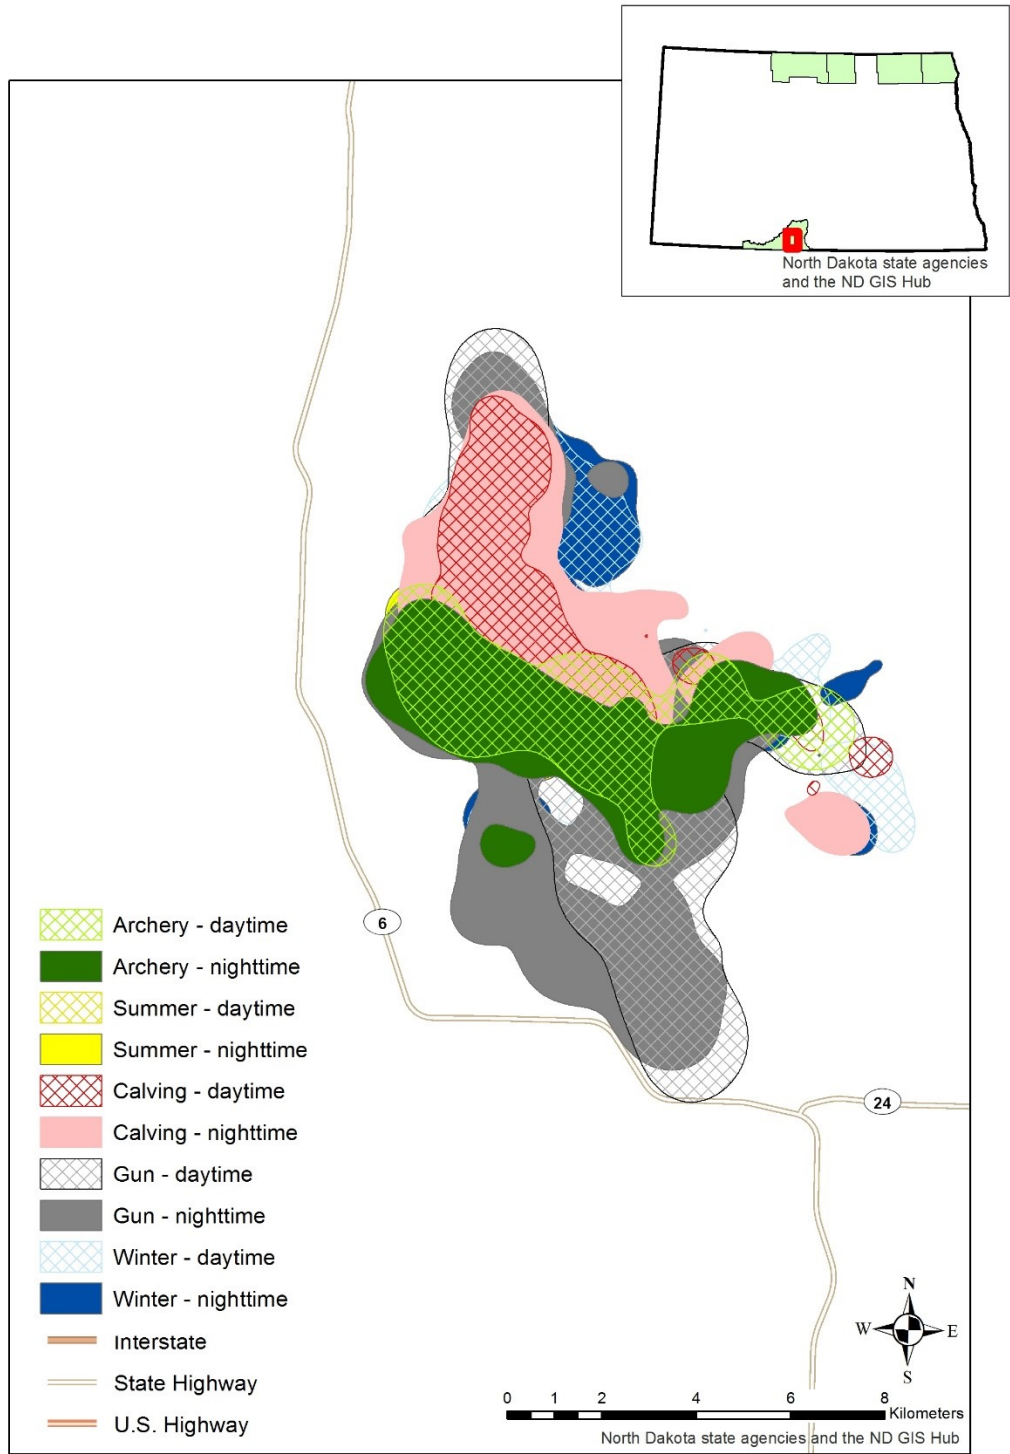 North Dakota state agencies
and the ND GIS Hub
6
24
Archery - daytime
Archery - nighttime
Summer - daytime
Summer - nighttime
Calving - daytime
Calving - nighttime
Gun - daytime
Gun - nighttime
Winter - daytime
Winter - nighttime
Interstate
State Highway
U.S. Highway
N
W E
S
0 1 2 4 6 8
Kilometers
North Dakota state agencies and the ND GIS Hub